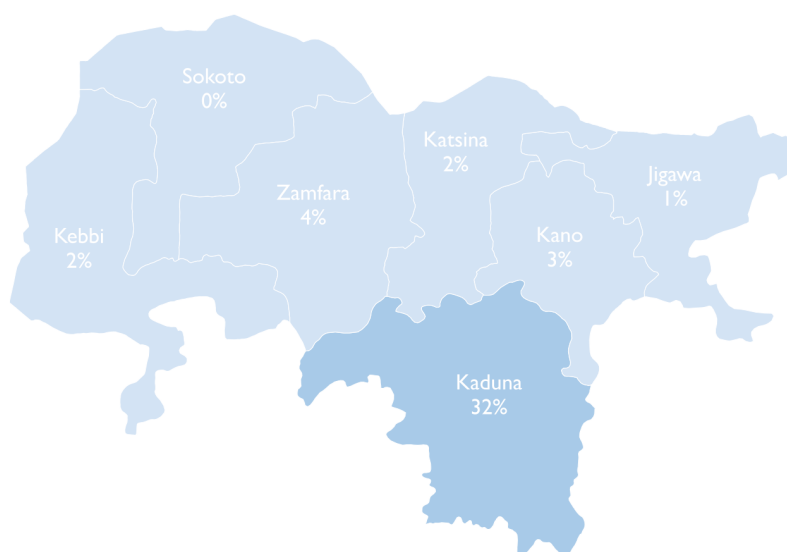 Sokoto
0%
Katsina
2%
Jigawa
1%
Zamfara
4%
Kebbi
2%
Kano
3%
Kaduna
32%